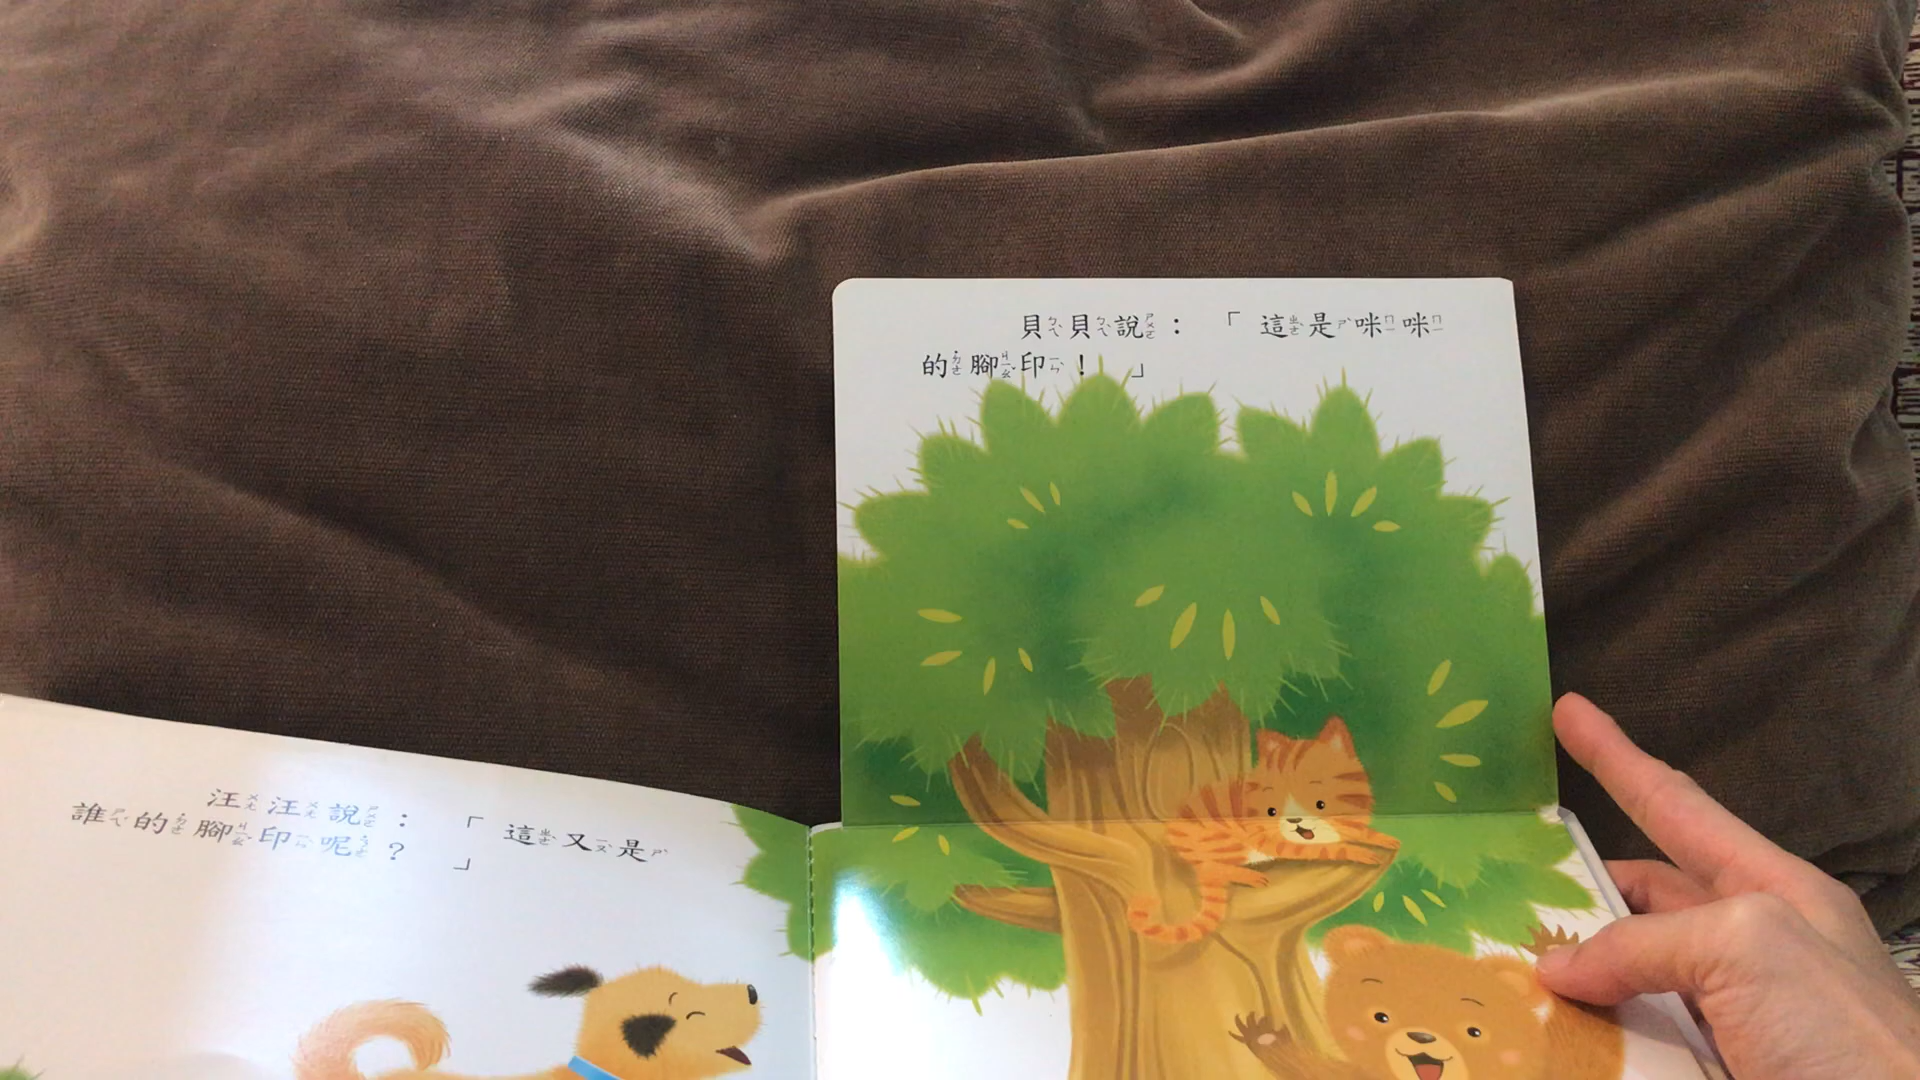 汪汪說：「這又是
誰的腳印呢？」
貝貝說：「這是咪咪
的腳印！」